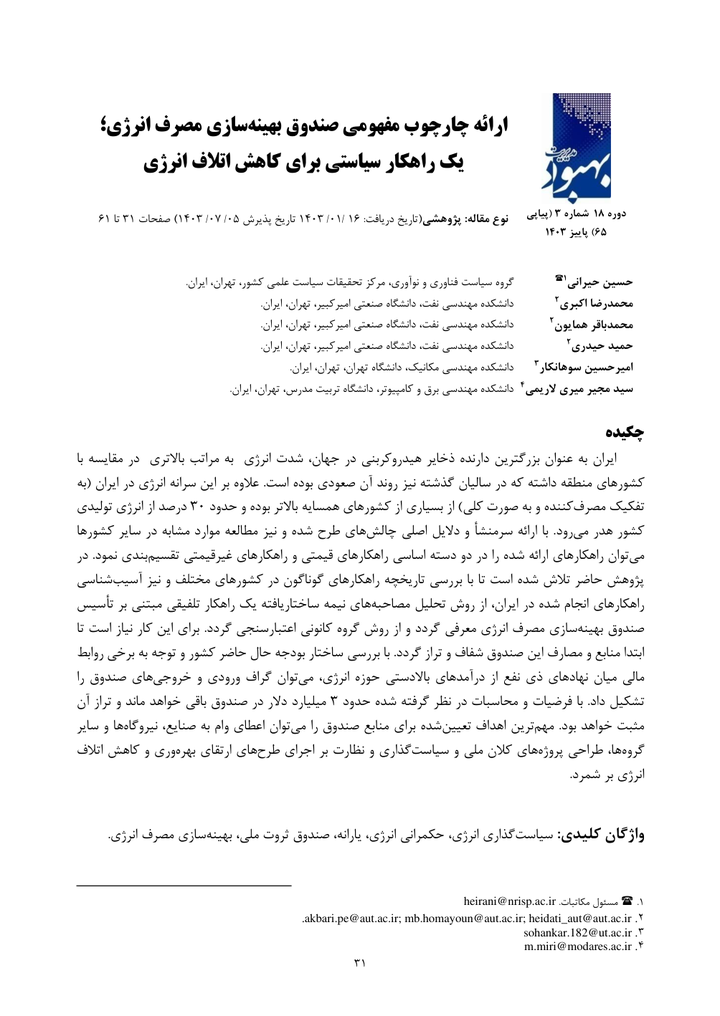 ارائه چارچوب مفهومی صندوق بهینه‌سازی مصرف انرژی؛
یک راهکار سیاستی برای کاهش اتلاف انرژی
مدیریت
بهبود
دوره ۱۸ شماره ۳ (پیاپی
۶۵) پاییز ۱۴۰۳
نوع مقاله: پژوهشی(تاریخ دریافت: ۱۶ /۰۱/ ۱۴۰۳ تاریخ پذیرش ۰۵/ ۰۷/ ۱۴۰۳) صفحات ۳۱ تا ۶۱
حسین حیرانی۱☎ گروه سیاست فناوری و نوآوری، مرکز تحقیقات سیاست علمی کشور، تهران، ایران.
محمدرضا اکبری۲ دانشکده مهندسی نفت، دانشگاه صنعتی امیرکبیر، تهران، ایران.
محمدباقر همایون۲ دانشکده مهندسی نفت، دانشگاه صنعتی امیرکبیر، تهران، ایران.
حمید حیدری۲ دانشکده مهندسی نفت، دانشگاه صنعتی امیرکبیر، تهران، ایران.
امیرحسین سوهانکار۳ دانشکده مهندسی مکانیک، دانشگاه تهران، تهران، ایران.
سید مجیر میری لاریمی۴ دانشکده مهندسی برق و کامپیوتر، دانشگاه تربیت مدرس، تهران، ایران.
چکیده
ایران به عنوان بزرگترین دارنده ذخایر هیدروکربنی در جهان، شدت انرژی به مراتب بالاتری در مقایسه با
کشورهای منطقه داشته که در سالیان گذشته نیز روند آن صعودی بوده است. علاوه بر این سرانه انرژی در ایران (به
تفکیک مصرف‌کننده و به صورت کلی) از بسیاری از کشورهای همسایه بالاتر بوده و حدود ۳۰ درصد از انرژی تولیدی
کشور هدر می‌رود. با ارائه سرمنشأ و دلایل اصلی چالش‌های طرح شده و نیز مطالعه موارد مشابه در سایر کشورها
می‌توان راهکارهای ارائه شده را در دو دسته اساسی راهکارهای قیمتی و راهکارهای غیرقیمتی تقسیم‌بندی نمود. در
پژوهش حاضر تلاش شده است تا با بررسی تاریخچه راهکارهای گوناگون در کشورهای مختلف و نیز آسیب‌شناسی
راهکارهای انجام شده در ایران، از روش تحلیل مصاحبه‌های نیمه ساختاریافته یک راهکار تلفیقی مبتنی بر تأسیس
صندوق بهینه‌سازی مصرف انرژی معرفی گردد و از روش گروه کانونی اعتبارسنجی گردد. برای این کار نیاز است تا
ابتدا منابع و مصارف این صندوق شفاف و تراز گردد. با بررسی ساختار بودجه حال حاضر کشور و توجه به برخی روابط
مالی میان نهادهای ذی نفع از درآمدهای بالادستی حوزه انرژی، می‌توان گراف ورودی و خروجی‌های صندوق را
تشکیل داد. با فرضیات و محاسبات در نظر گرفته شده حدود ۳ میلیارد دلار در صندوق باقی خواهد ماند و تراز آن
مثبت خواهد بود. مهم‌ترین اهداف تعیین‌شده برای منابع صندوق را می‌توان اعطای وام به صنایع، نیروگاه‌ها و سایر
گروه‌ها، طراحی پروژه‌های کلان ملی و سیاست‌گذاری و نظارت بر اجرای طرح‌های ارتقای بهره‌وری و کاهش اتلاف
انرژی بر شمرد.
واژگان کلیدی: سیاست‌گذاری انرژی، حکمرانی انرژی، یارانه، صندوق ثروت ملی، بهینه‌سازی مصرف انرژی.
۱. ☎ مسئول مکاتبات. heirani@nrisp.ac.ir
۲. akbari.pe@aut.ac.ir; mb.homayoun@aut.ac.ir; heidati_aut@aut.ac.ir.
۳. sohankar.182@ut.ac.ir
۴. m.miri@modares.ac.ir
۳۱